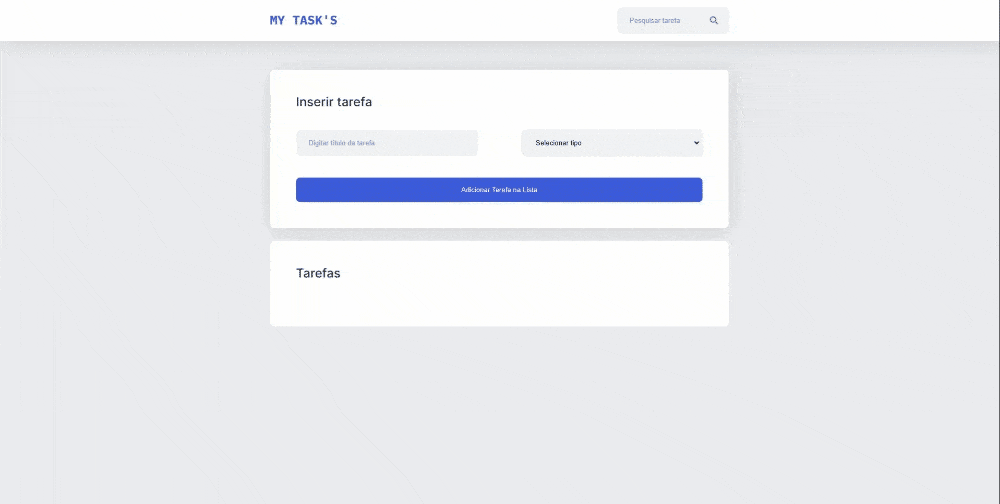 MY TASK'S
Pesquisar tarefa
Inserir tarefa
Digitar título da tarefa
Selecionar tipo
Adicionar Tarefa na Lista
Tarefas